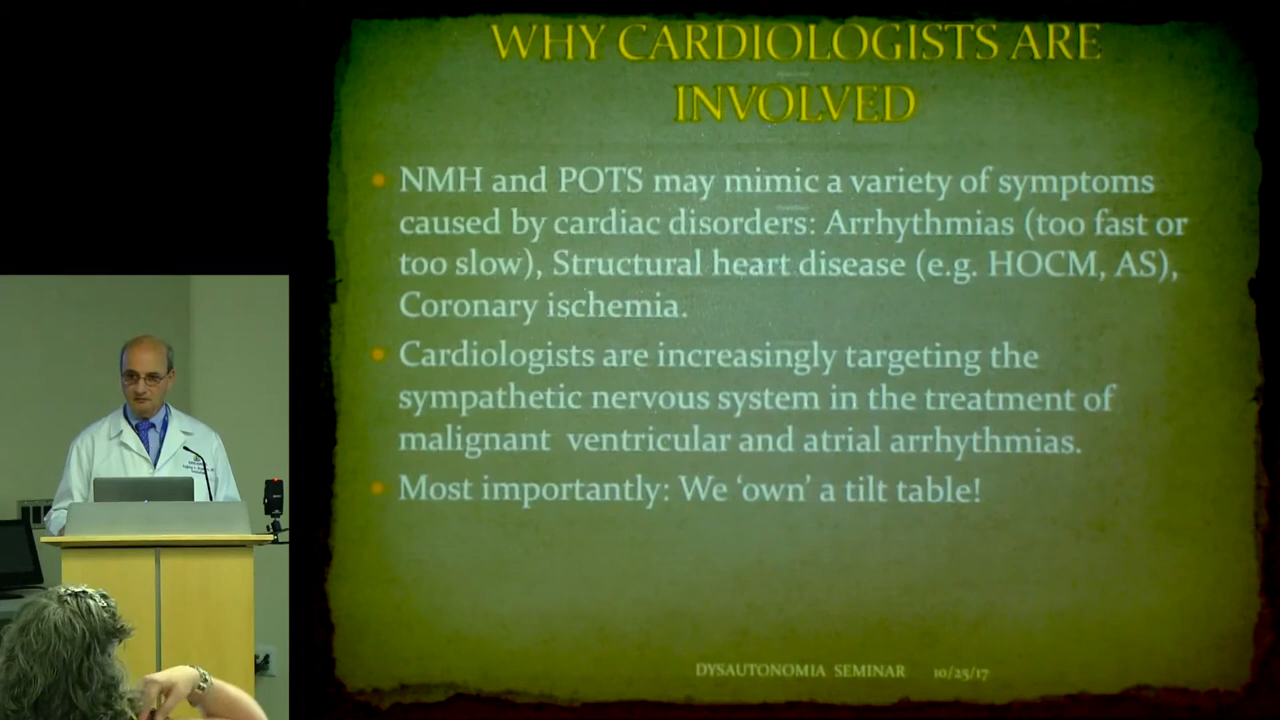 WHY CARDIOLOGISTS ARE
INVOLVED
• NMH and POTS may mimic a variety of symptoms
caused by cardiac disorders: Arrhythmias (too fast or
too slow), Structural heart disease (e.g. HOCM, AS),
Coronary ischemia.
• Cardiologists are increasingly targeting the
sympathetic nervous system in the treatment of
malignant ventricular and atrial arrhythmias.
• Most importantly: We ‘own’ a tilt table!
DYSAUTONOMIA SEMINAR 10/25/17